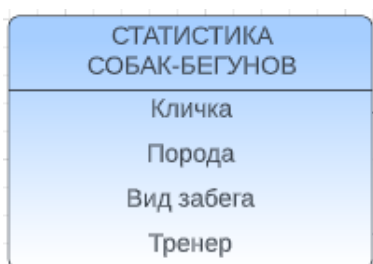 СТАТИСТИКА
СОБАК-БЕГУНОВ
Кличка
Порода
Вид забега
Тренер